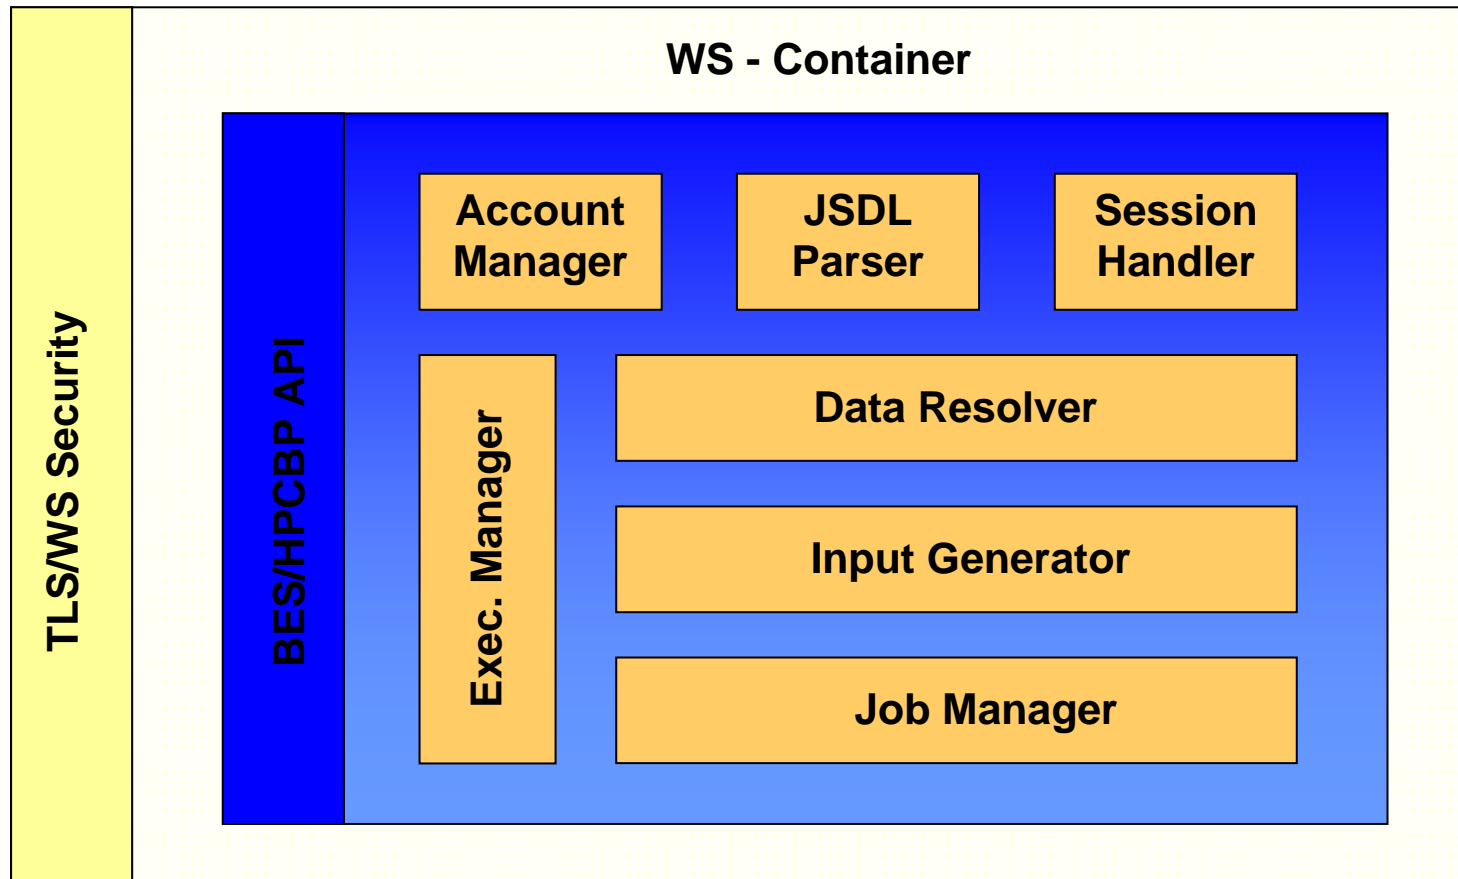 WS - Container
TLS/WS Security
BES/HPCBP API
Account
Manager
JSDL
Parser
Session
Handler
Exec. Manager
Data Resolver
Input Generator
Job Manager